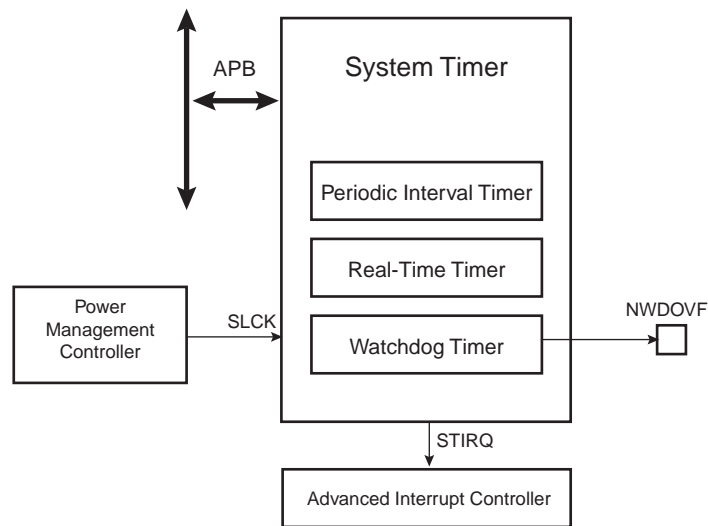 APB
System Timer
Periodic Interval Timer
Real-Time Timer
Power
Management
Controller
SLCK
Watchdog Timer
NWDOVF
STIRQ
Advanced Interrupt Controller